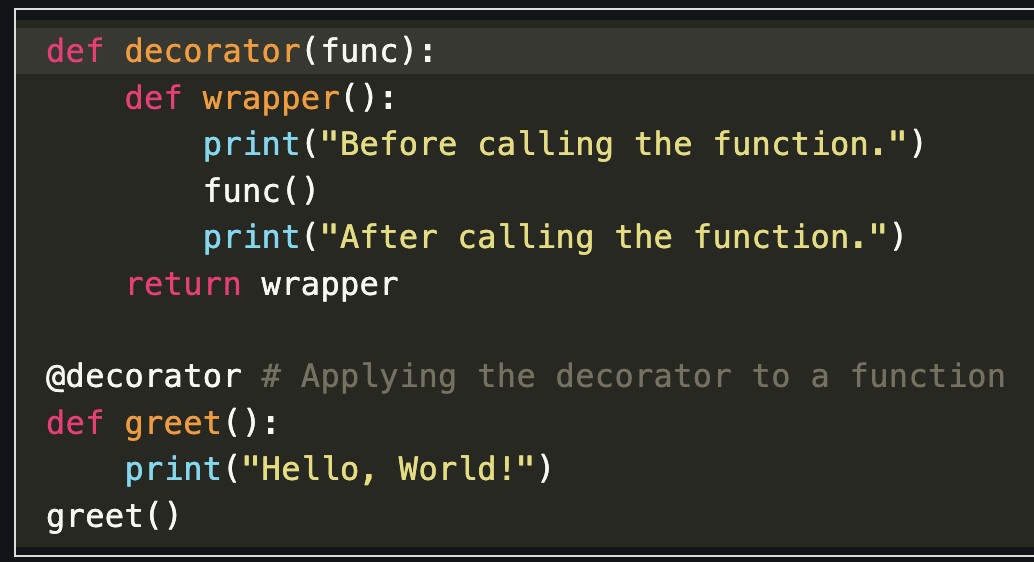 def decorator(func):
    def wrapper():
        print("Before calling the function.")
        func()
        print("After calling the function.")
    return wrapper

@decorator # Applying the decorator to a function
def greet():
    print("Hello, World!")
greet()